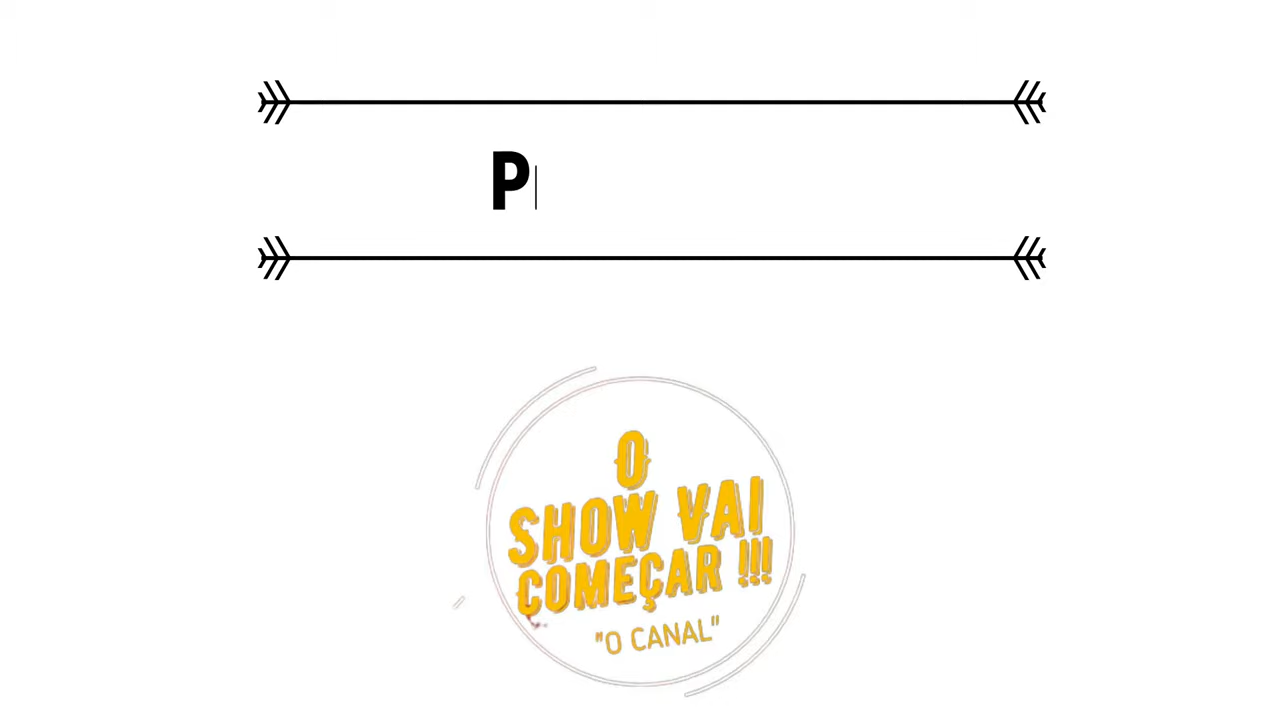 P
O
SHOW VAI
COMEÇAR !!!
"O CANAL"